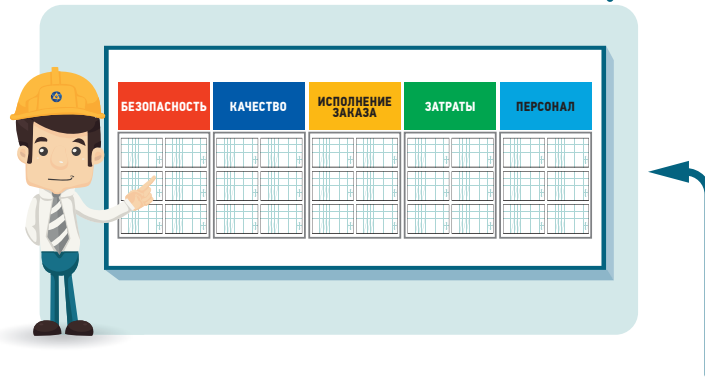 БЕЗОПАСНОСТЬ
КАЧЕСТВО
ИСПОЛНЕНИЕ
ЗАКАЗА
ЗАТРАТЫ
ПЕРСОНАЛ